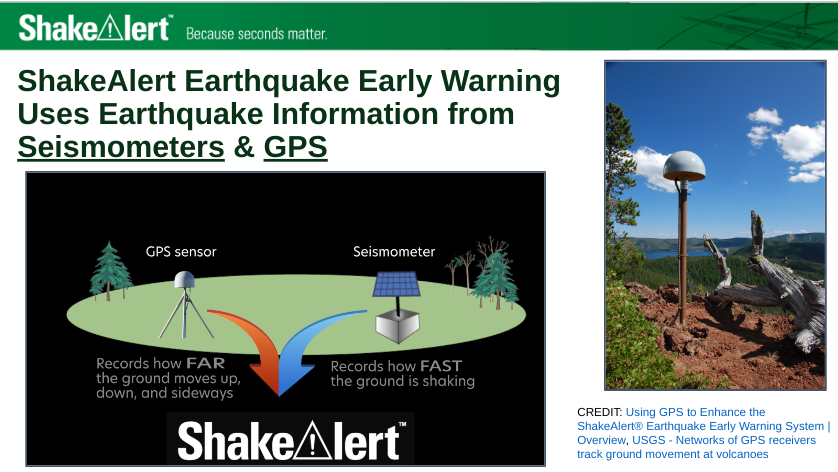 ShakeAlert™ Because seconds matter.
ShakeAlert Earthquake Early Warning
Uses Earthquake Information from
Seismometers & GPS
GPS sensor
Seismometer
Records how FAR
the ground moves up,
down, and sideways
Records how FAST
the ground is shaking
ShakeAlert™
CREDIT: Using GPS to Enhance the
ShakeAlert® Earthquake Early Warning System |
Overview, USGS - Networks of GPS receivers
track ground movement at volcanoes